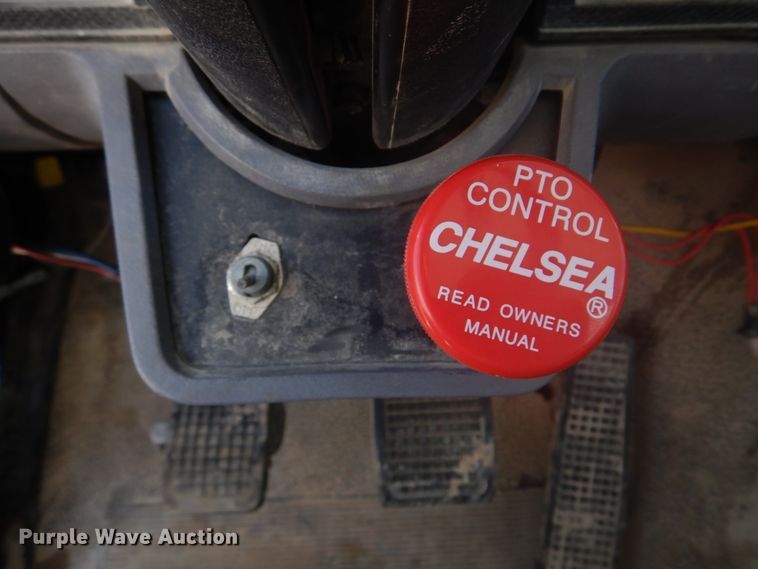 PTO
CONTROL
CHELSEA®
READ OWNERS
MANUAL
Purple Wave Auction